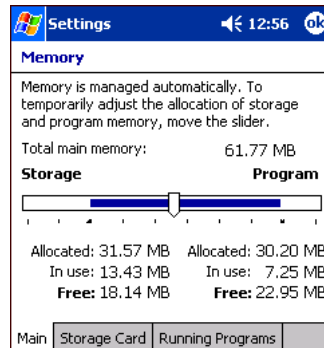 Settings 12:56 ok
Memory
Memory is managed automatically. To
temporarily adjust the allocation of storage
and program memory, move the slider.
Total main memory: 61.77 MB
Storage Program
Allocated: 31.57 MB Allocated: 30.20 MB
In use: 13.43 MB In use: 7.25 MB
Free: 18.14 MB Free: 22.95 MB
Main Storage Card Running Programs